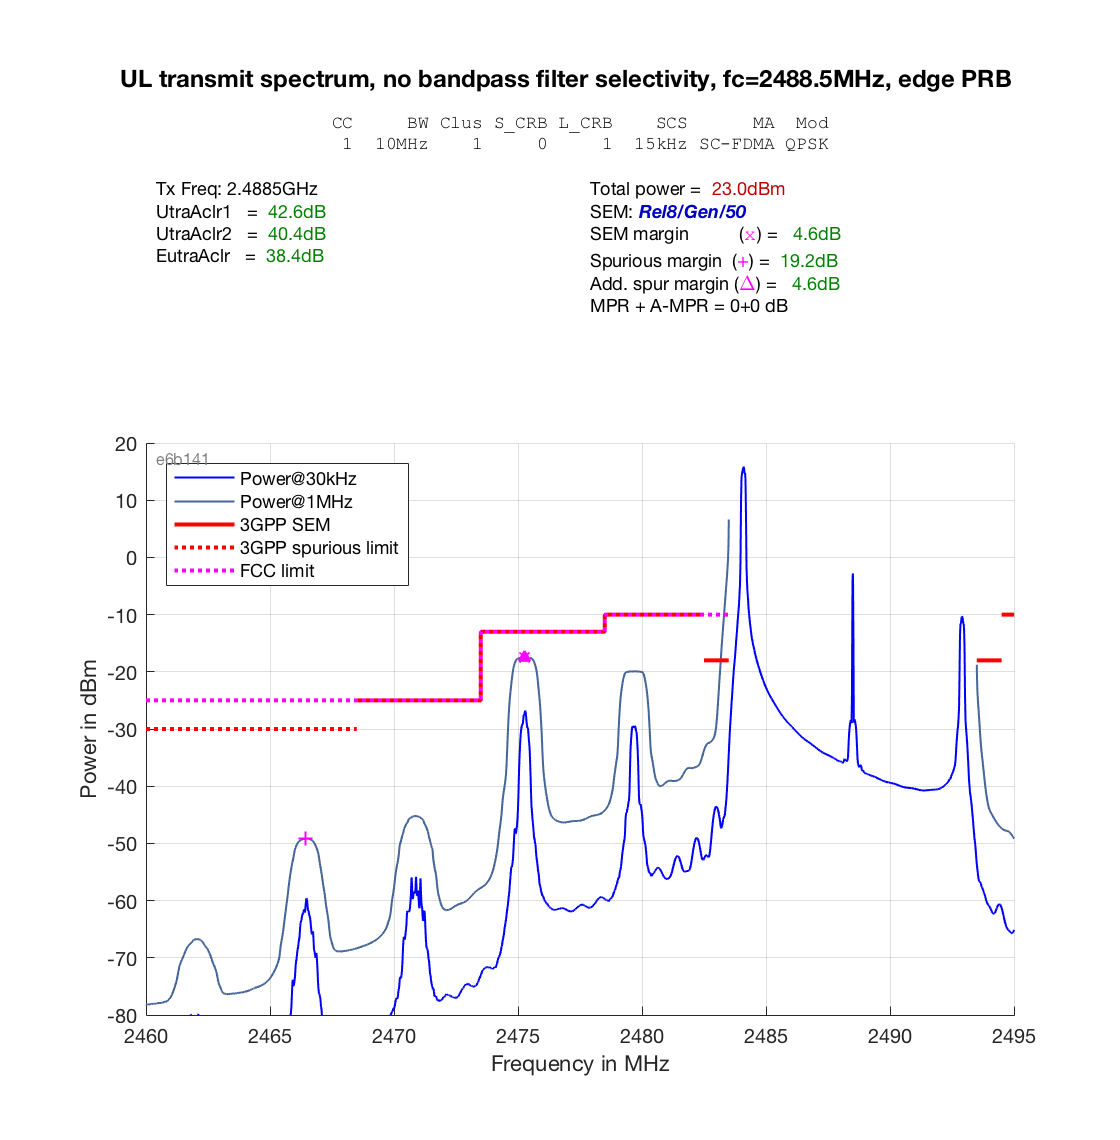 UL transmit spectrum, no bandpass filter selectivity, fc=2488.5MHz, edge PRB
CC BW Clus S_CRB L_CRB SCS MA Mod
1 10MHz 1 0 1 15kHz SC-FDMA QPSK
Tx Freq: 2.4885GHz
UtraAclr1 = 42.6dB
UtraAclr2 = 40.4dB
EutraAclr = 38.4dB
Total power = 23.0dBm
SEM: Rel8/Gen/50
SEM margin (x) = 4.6dB
Spurious margin (+) = 19.2dB
Add. spur margin (Δ) = 4.6dB
MPR + A-MPR = 0+0 dB
e6b141
Power@30kHz
Power@1MHz
3GPP SEM
3GPP spurious limit
FCC limit
20
10
0
-10
-20
-30
-40
-50
-60
-70
-80
Power in dBm
2460 2465 2470 2475 2480 2485 2490 2495
Frequency in MHz